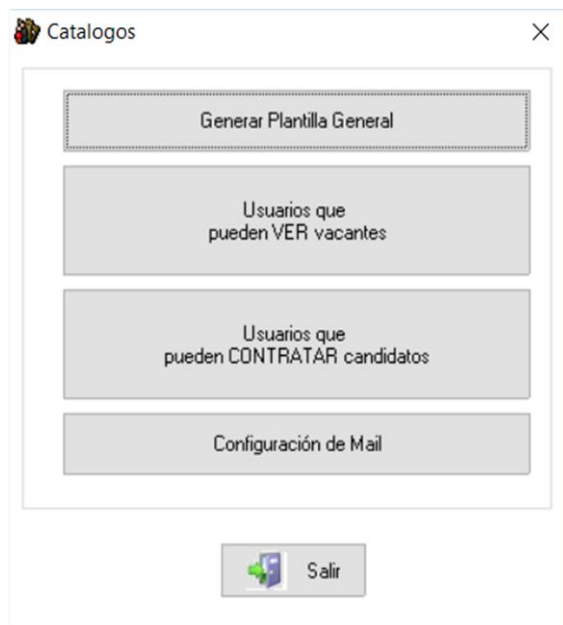 Catalogos
Generar Plantilla General
Usuarios que
pueden VER vacantes
Usuarios que
pueden CONTRATAR candidatos
Configuración de Mail
Salir